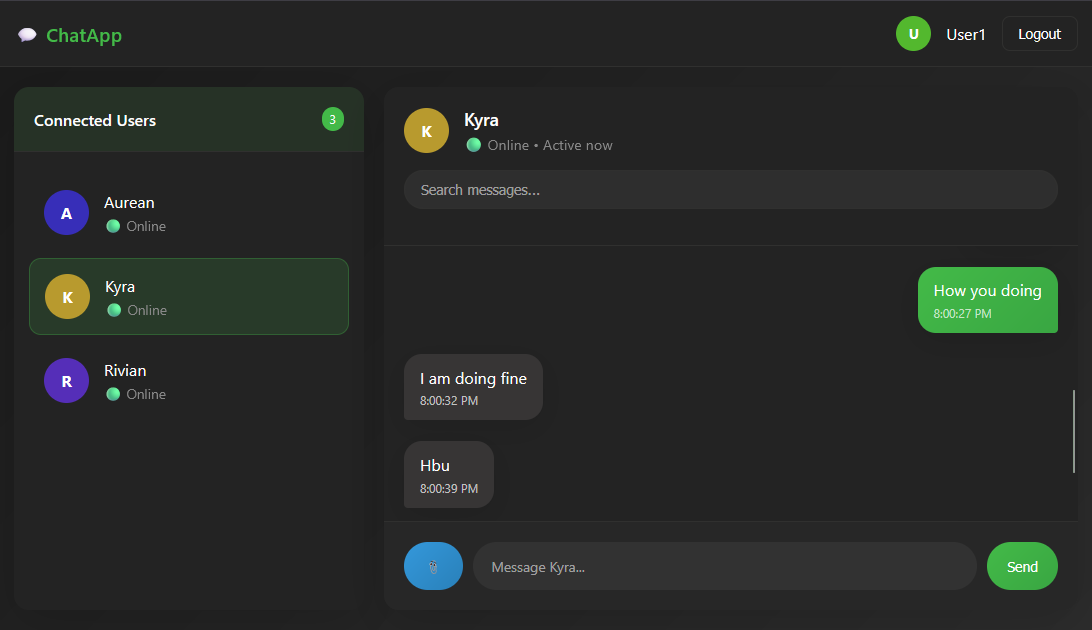 ChatApp
U User1 Logout
Connected Users 3
A Aurean
Online
K Kyra
Online
R Rivian
Online
K Kyra
Online • Active now
Search messages...
How you doing
8:00:27 PM
I am doing fine
8:00:32 PM
Hbu
8:00:39 PM
Message Kyra...
Send